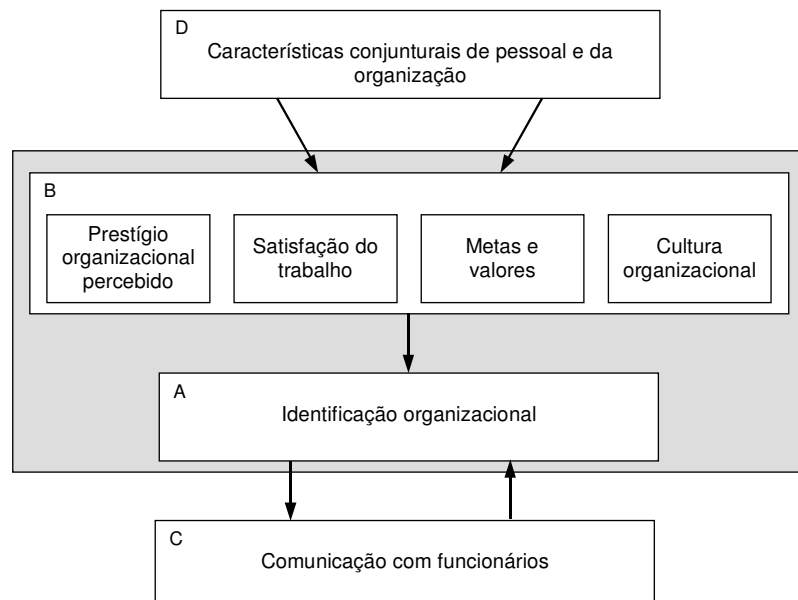 D
Características conjunturais de pessoal e da
organização
B
Prestígio
organizacional
percebido
Satisfação do
trabalho
Metas e
valores
Cultura
organizacional
A
Identificação organizacional
C
Comunicação com funcionários